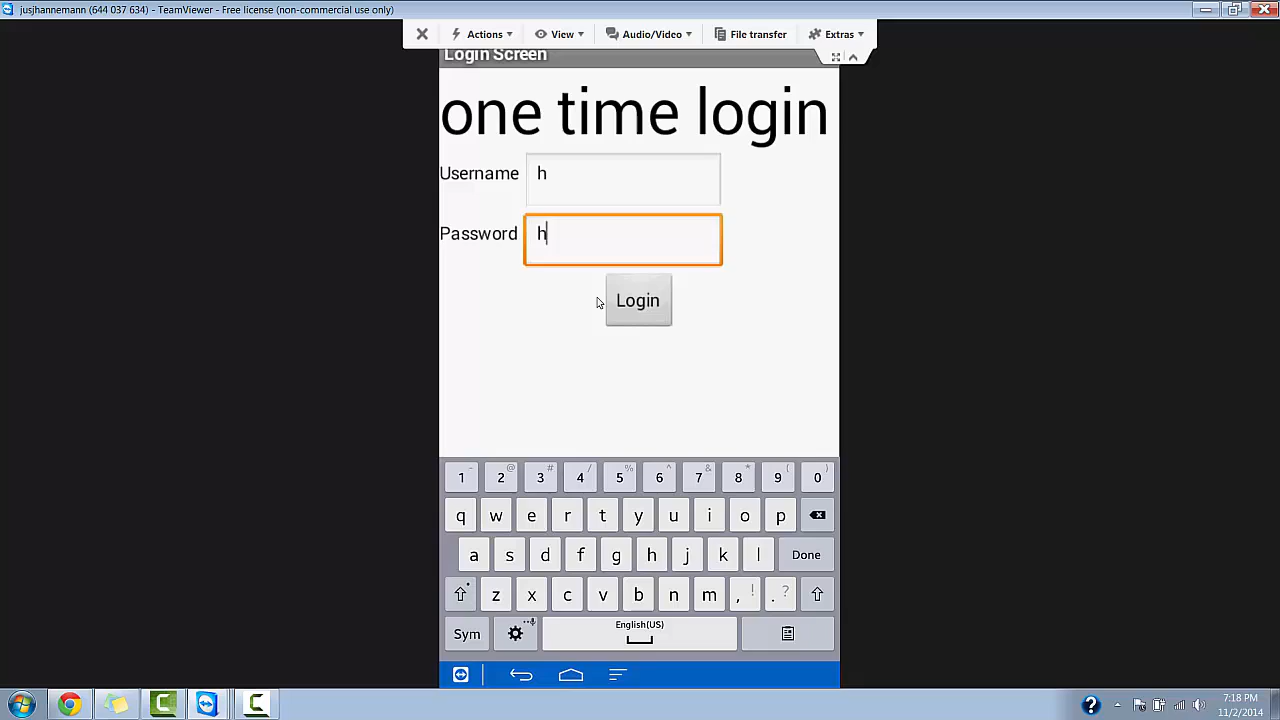 jusjhannemann (644 037 634) - TeamViewer - Free license (non-commercial use only)
Actions View Audio/Video File transfer Extras
Login Screen
one time login
Username h
Password h
Login
1 - 2 @ 3 # 4 / 5 % 6 ^ 7 & 8 * 9 ( 0 )
q w e r t y u i o p
a s d f g h j k l Done
z x c v b n m , ! . ?
Sym English(US)
7:18 PM
11/2/2014